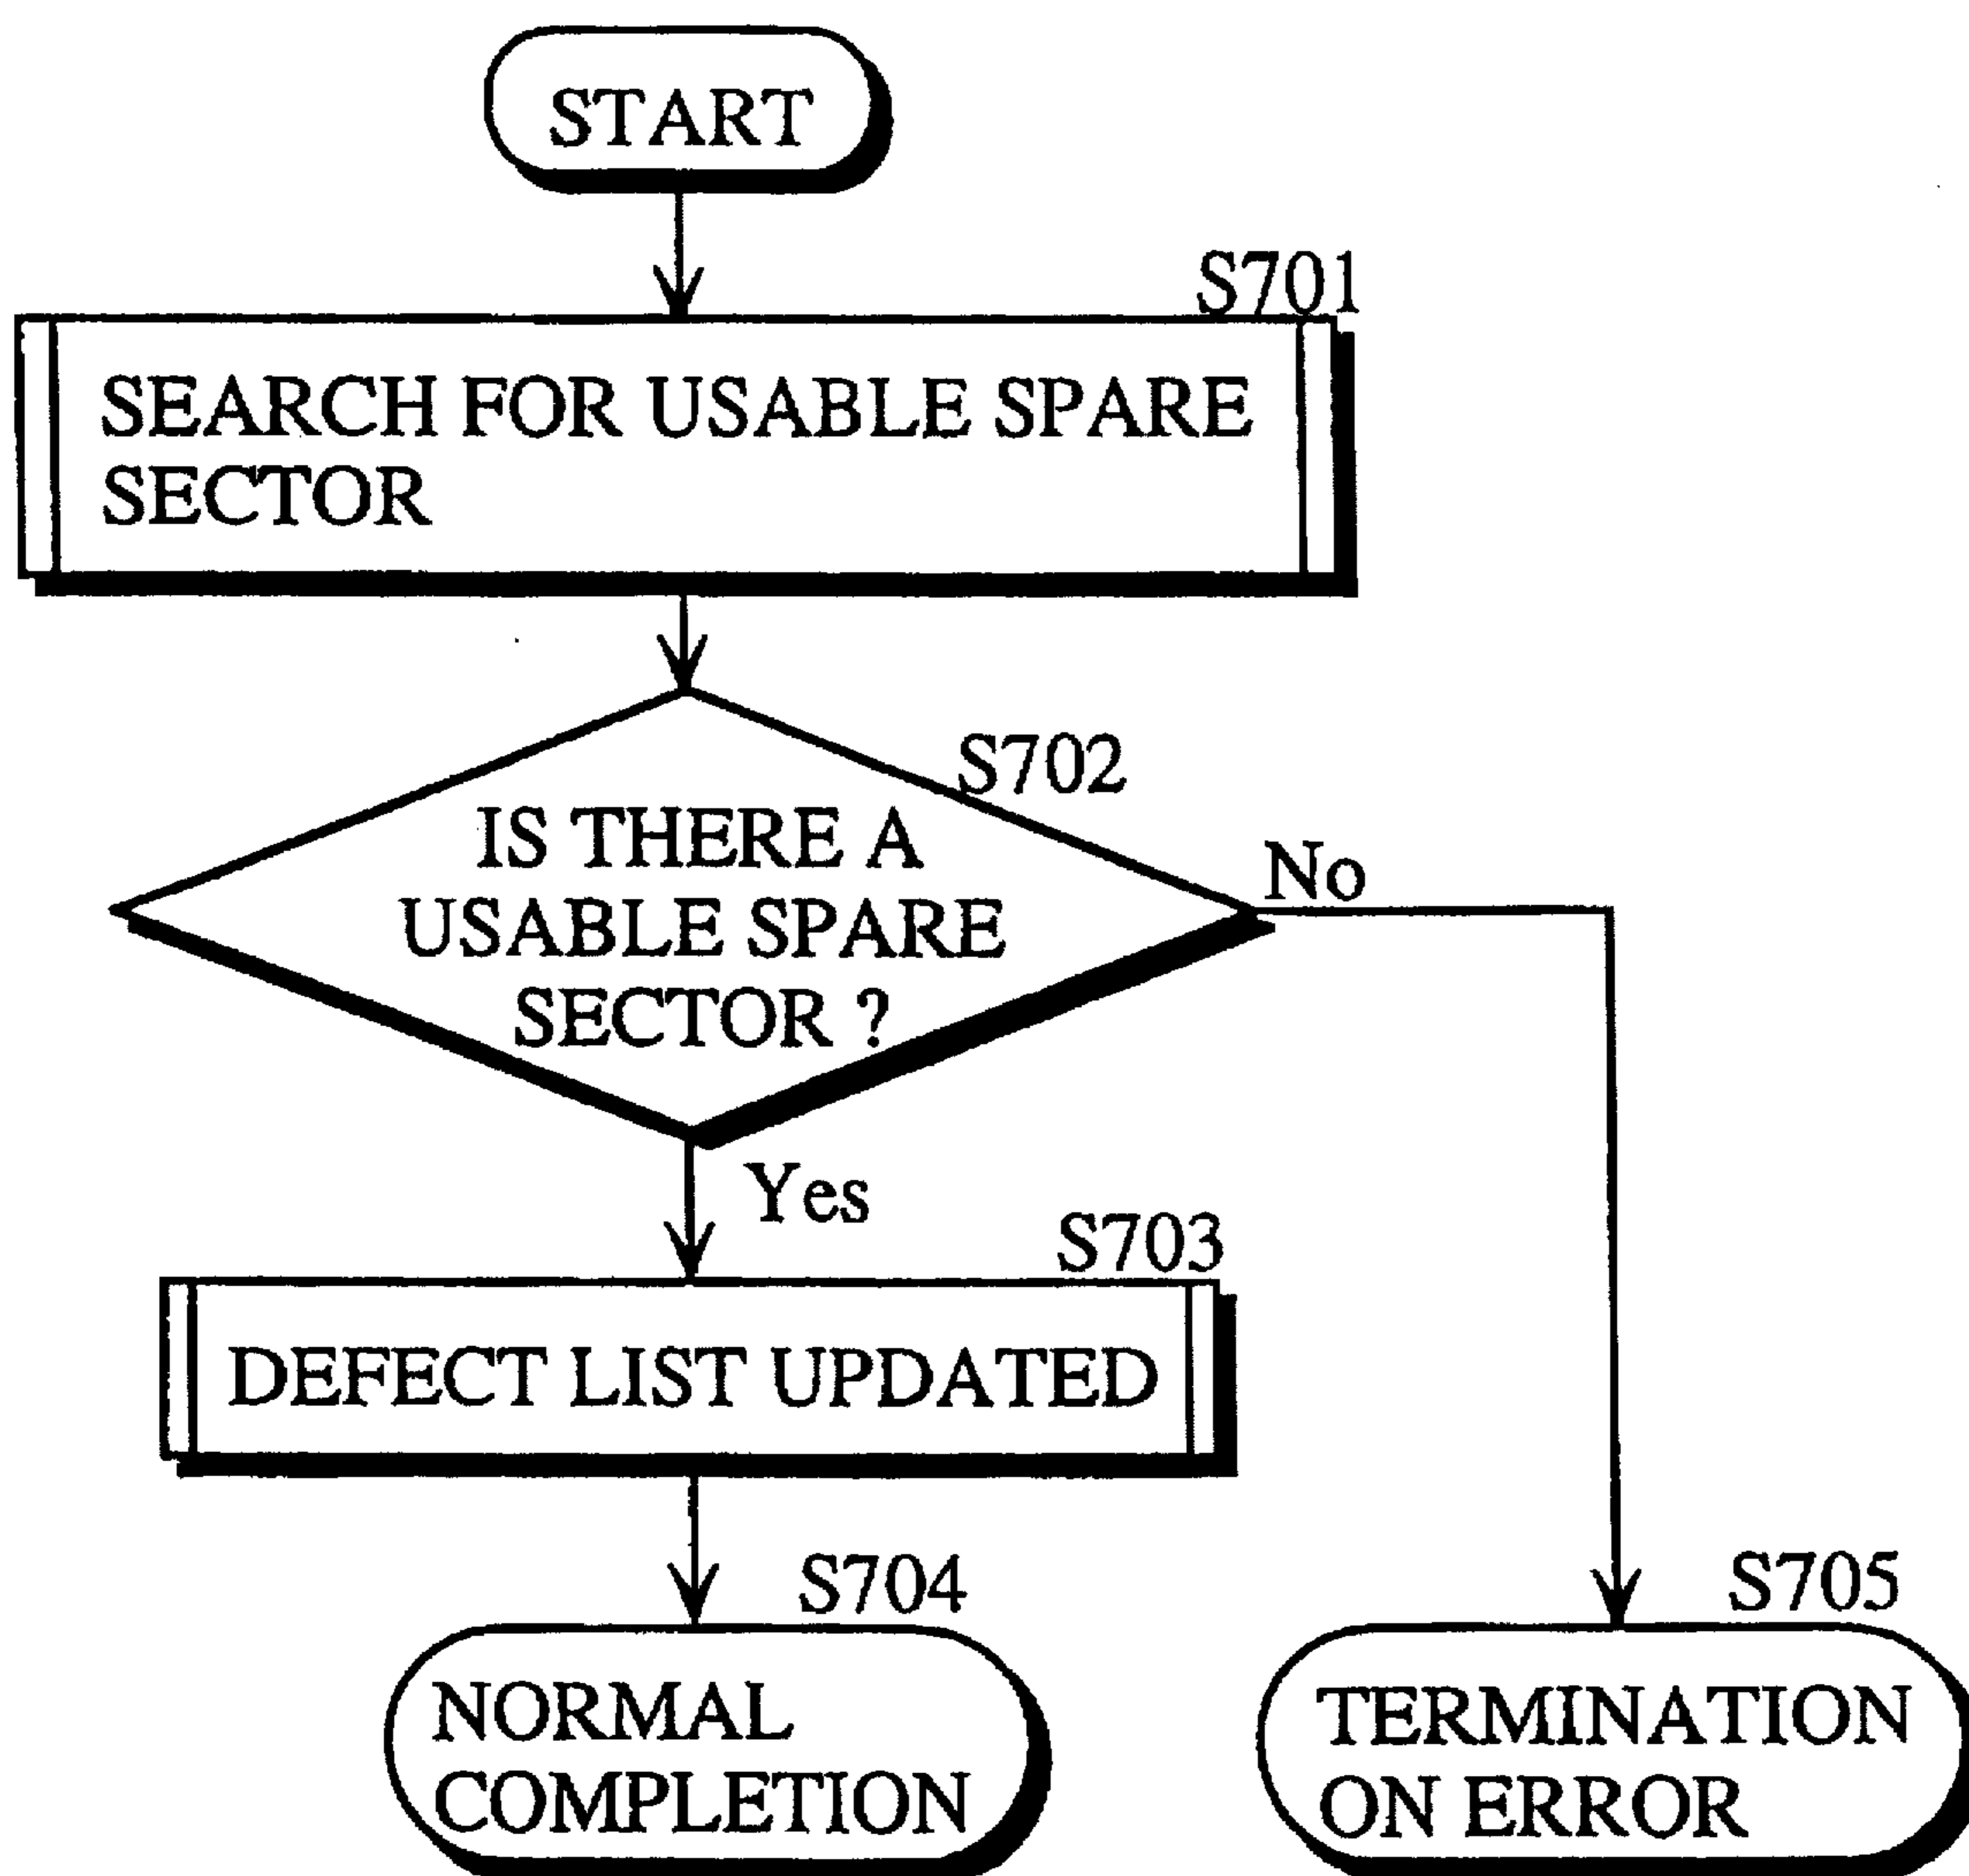 START
S701
SEARCH FOR USABLE SPARE
SECTOR
S702
IS THERE A
USABLE SPARE
SECTOR ?
No
Yes
S703
DEFECT LIST UPDATED
S704
NORMAL
COMPLETION
S705
TERMINATION
ON ERROR